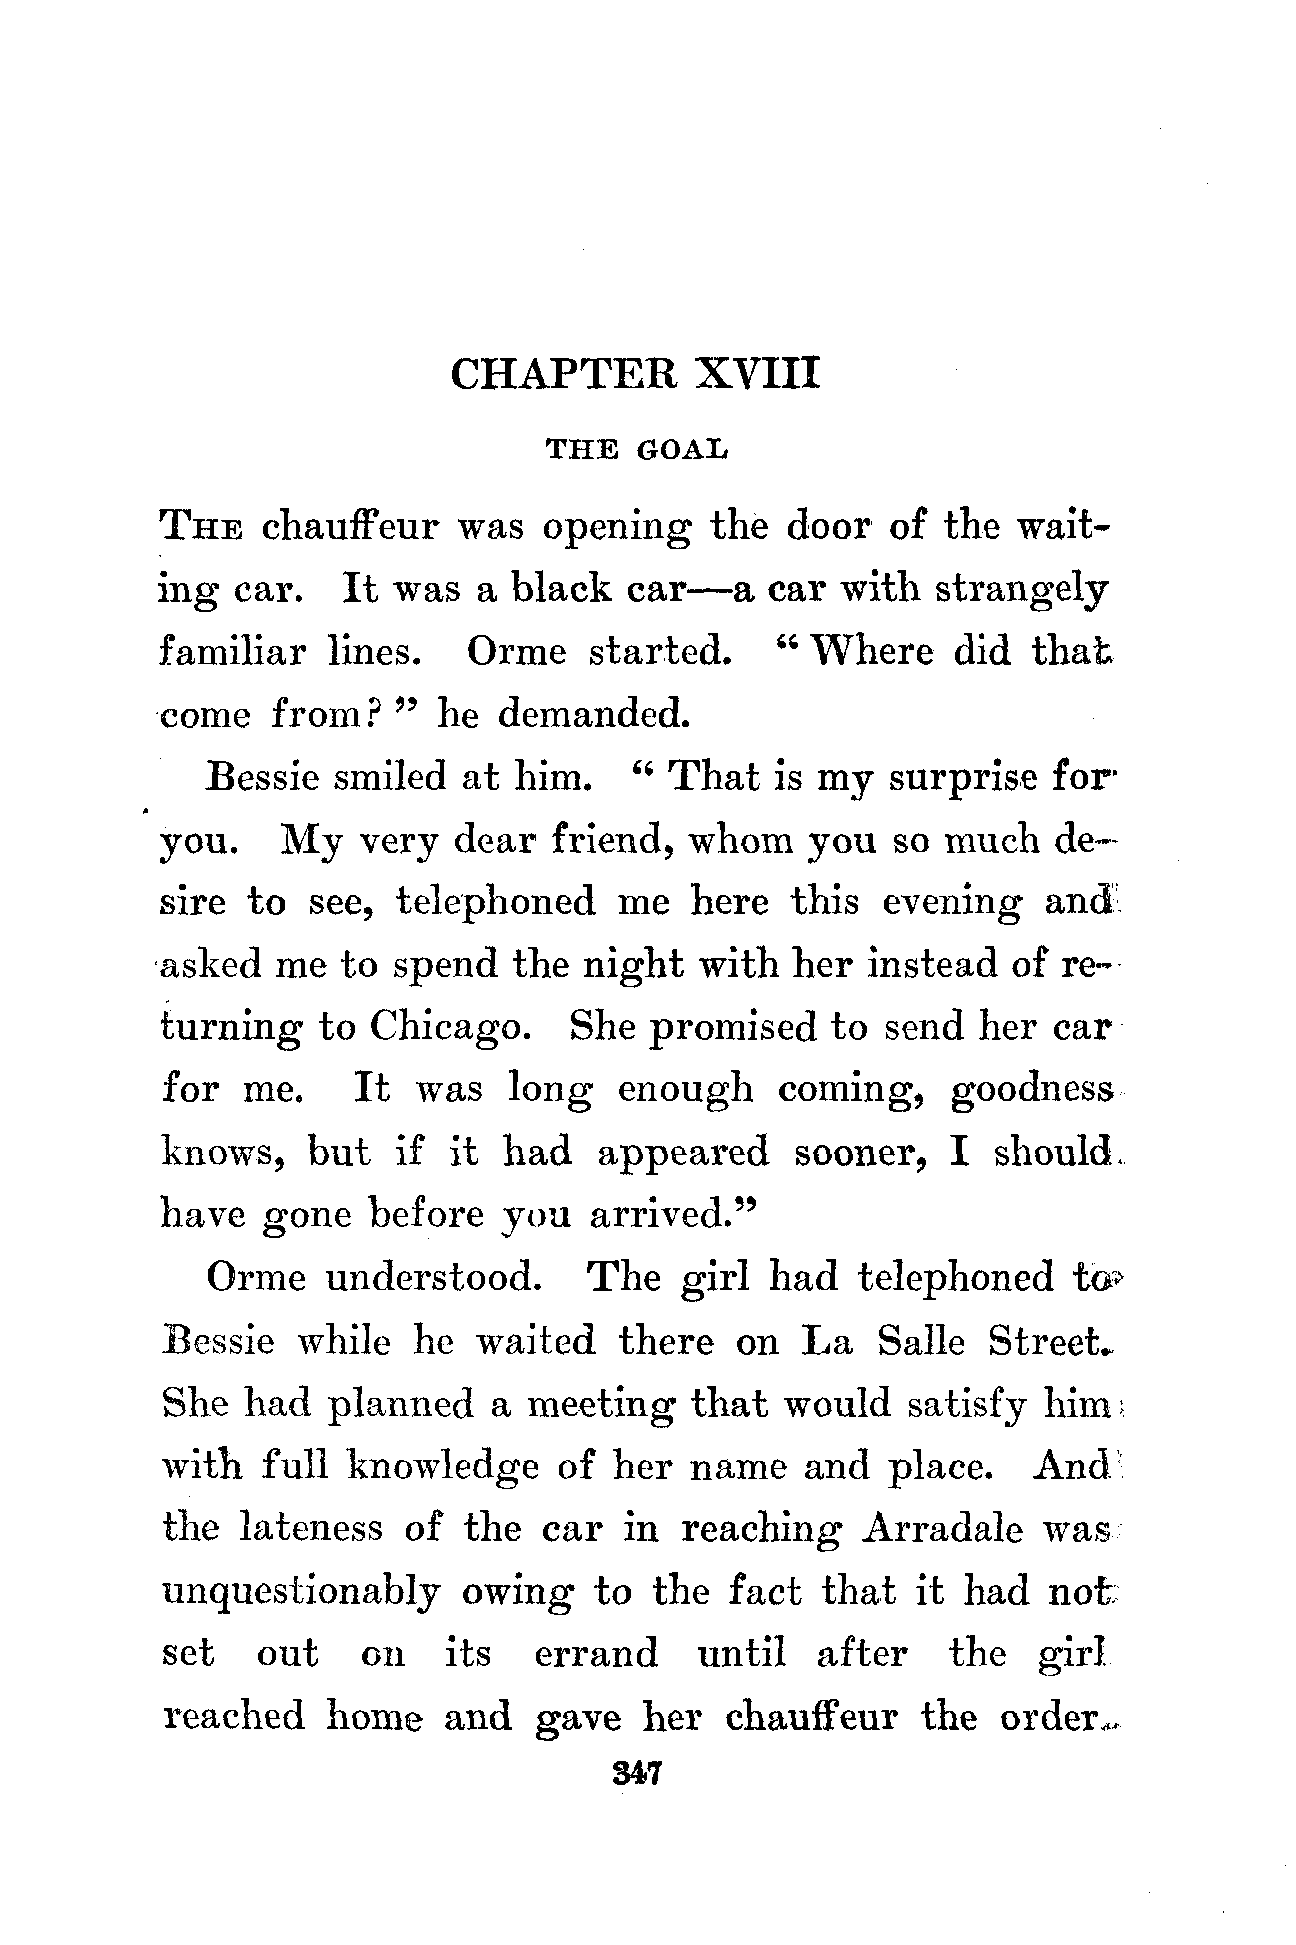 CHAPTER XVIII
THE GOAL
THE chauffeur was opening the door of the wait-
ing car. It was a black car—a car with strangely
familiar lines. Orme started. “ Where did that
come from? ” he demanded.
Bessie smiled at him. “ That is my surprise for
you. My very dear friend, whom you so much de-
sire to see, telephoned me here this evening and
asked me to spend the night with her instead of re-
turning to Chicago. She promised to send her car
for me. It was long enough coming, goodness
knows, but if it had appeared sooner, I should
have gone before you arrived.”
Orme understood. The girl had telephoned to
Bessie while he waited there on La Salle Street.
She had planned a meeting that would satisfy him
with full knowledge of her name and place. And
the lateness of the car in reaching Arradale was
unquestionably owing to the fact that it had not
set out on its errand until after the girl
reached home and gave her chauffeur the order.
347